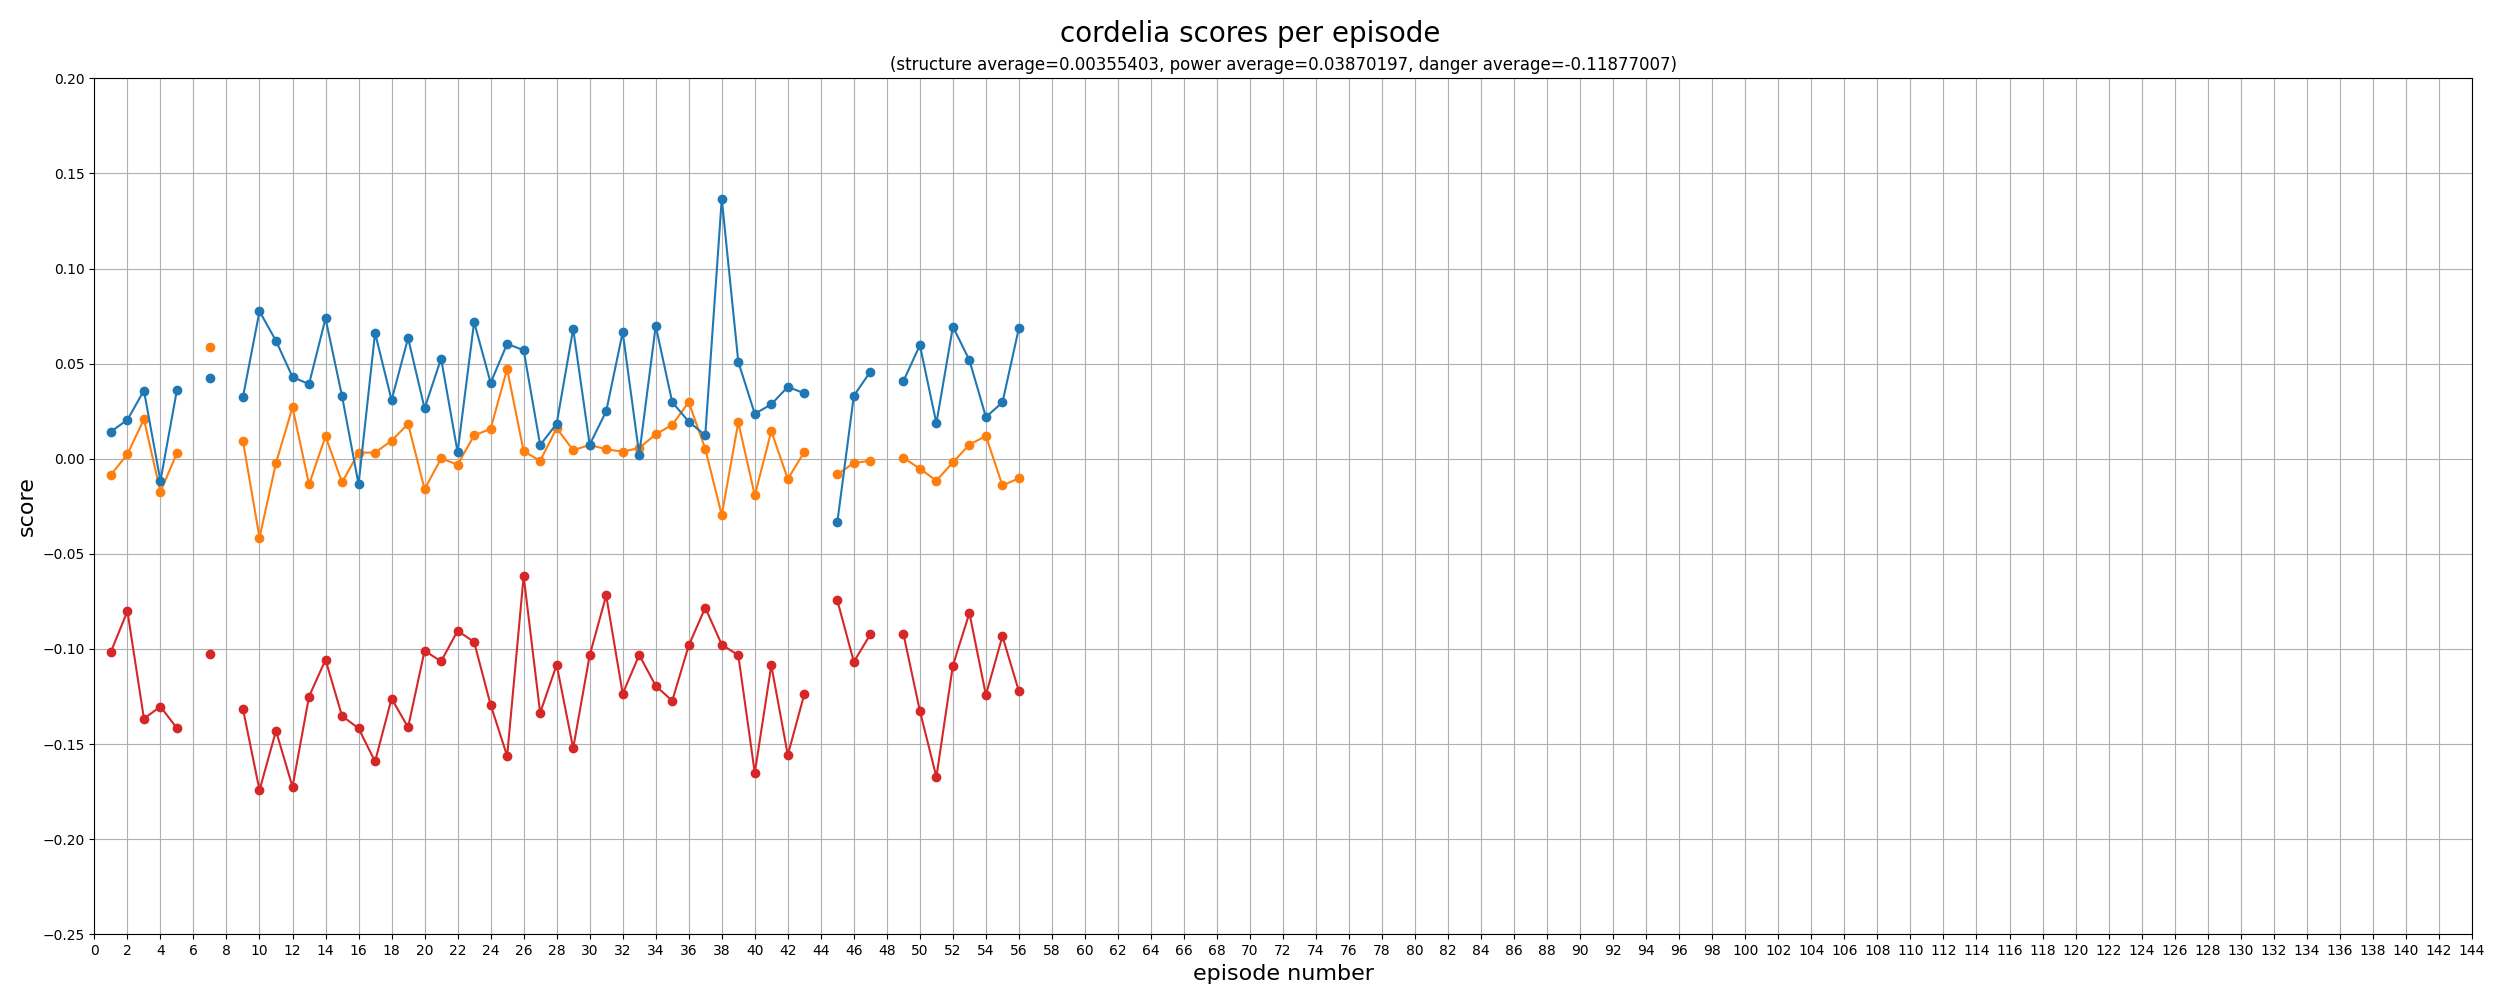 cordelia scores per episode
(structure average=0.00355403, power average=0.03870197, danger average=-0.11877007)
0.20
0.15
0.10
0.05
0.00
−0.05
−0.10
−0.15
−0.20
−0.25
score
0 2 4 6 8 10 12 14 16 18 20 22 24 26 28 30 32 34 36 38 40 42 44 46 48 50 52 54 56 58 60 62 64 66 68 70 72 74 76 78 80 82 84 86 88 90 92 94 96 98 100 102 104 106 108 110 112 114 116 118 120 122 124 126 128 130 132 134 136 138 140 142 144
episode number